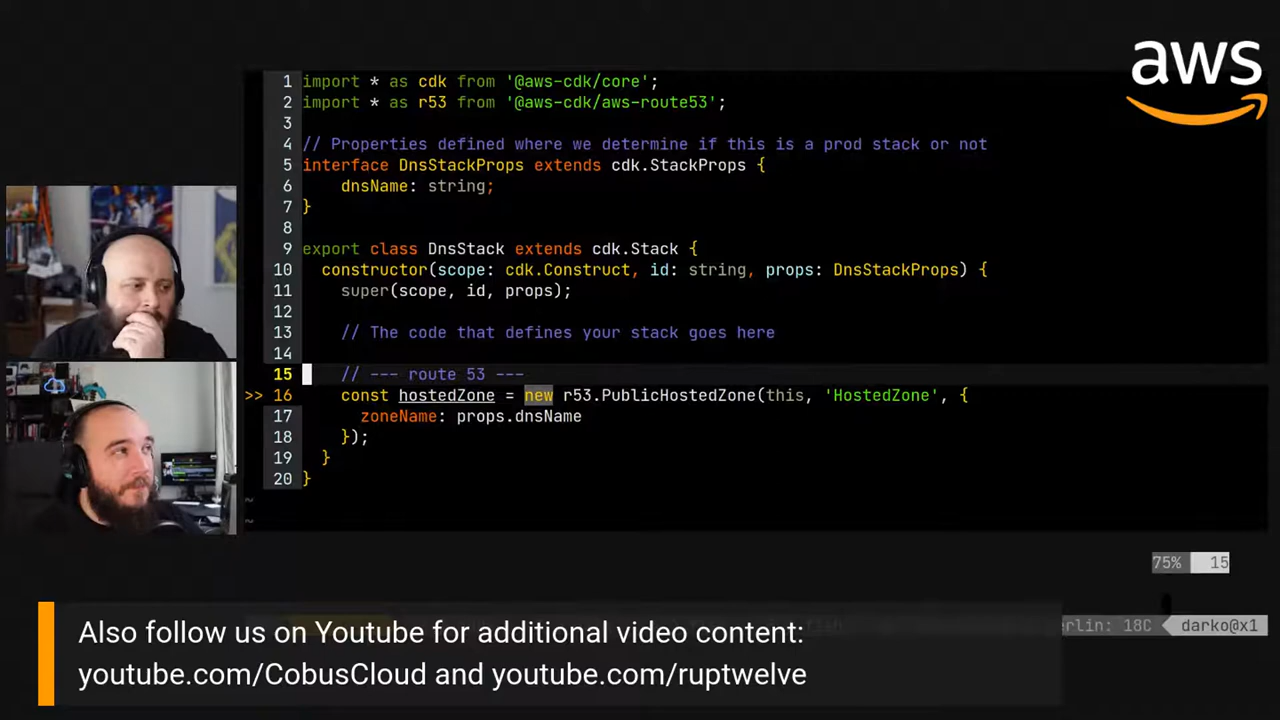 aws
1 import * as cdk from '@aws-cdk/core';
2 import * as r53 from '@aws-cdk/aws-route53';
3
4 // Properties defined where we determine if this is a prod stack or not
5 interface DnsStackProps extends cdk.StackProps {
6 dnsName: string;
7 }
8
9 export class DnsStack extends cdk.Stack {
10 constructor(scope: cdk.Construct, id: string, props: DnsStackProps) {
11 super(scope, id, props);
12
13 // The code that defines your stack goes here
14
15 // --- route 53 ---
>> 16 const hostedZone = new r53.PublicHostedZone(this, 'HostedZone', {
17 zoneName: props.dnsName
18 });
19 }
20 }
~
~
75% 15
rlin: 18C darko@x1
Also follow us on Youtube for additional video content:
youtube.com/CobusCloud and youtube.com/ruptwelve